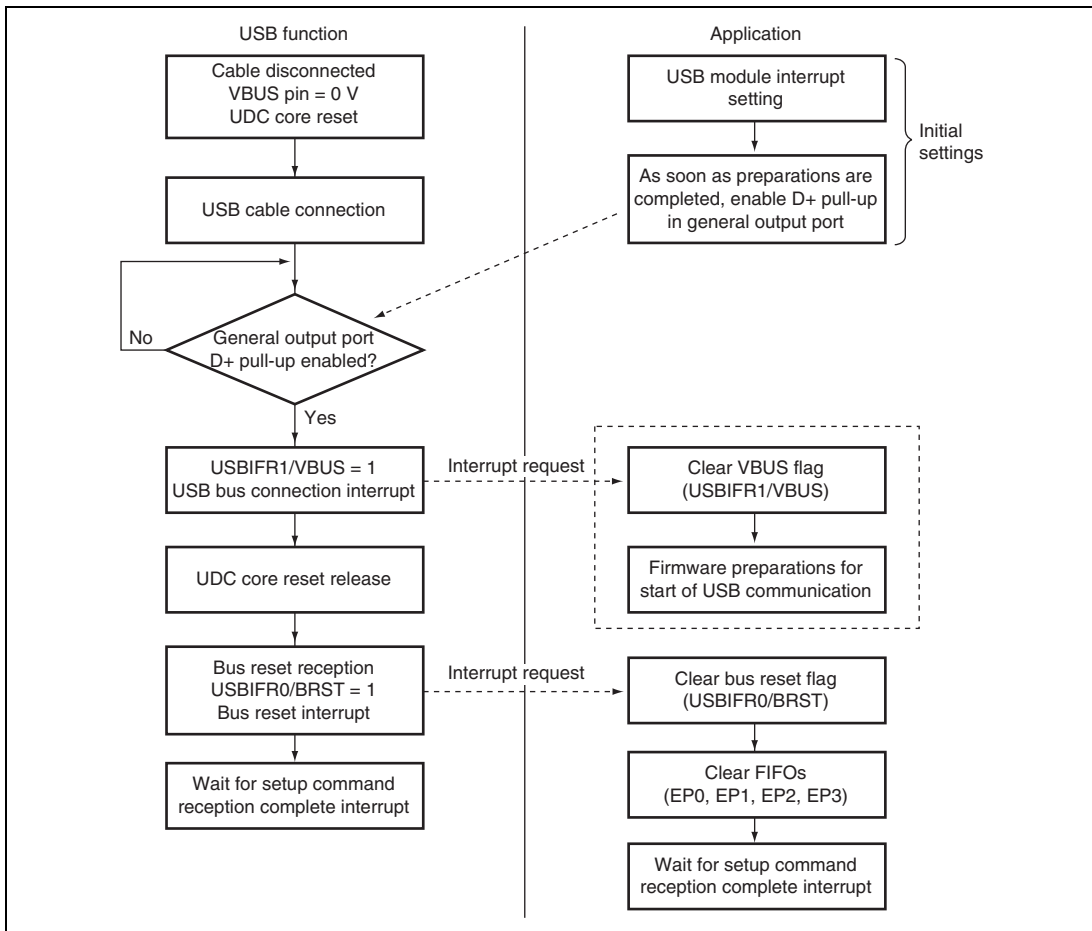 USB function
Cable disconnected
VBUS pin = 0 V
UDC core reset
USB cable connection
No
General output port
D+ pull-up enabled?
Yes
USBIFR1/VBUS = 1
USB bus connection interrupt
UDC core reset release
Bus reset reception
USBIFR0/BRST = 1
Bus reset interrupt
Wait for setup command
reception complete interrupt
Interrupt request
Interrupt request
Application
USB module interrupt
setting
As soon as preparations are
completed, enable D+ pull-up
in general output port
Initial
settings
Clear VBUS flag
(USBIFR1/VBUS)
Firmware preparations for
start of USB communication
Clear bus reset flag
(USBIFR0/BRST)
Clear FIFOs
(EP0, EP1, EP2, EP3)
Wait for setup command
reception complete interrupt